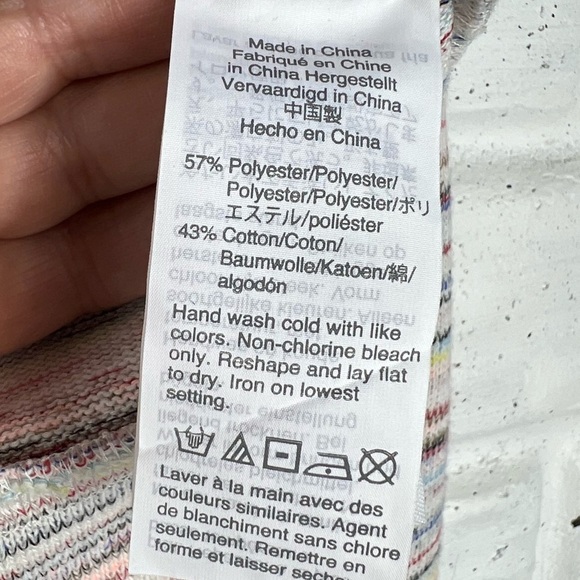 Made in China
Fabriqué en Chine
in China Hergestellt
Vervaardigd in China
中国製
Hecho en China
57% Polyester/Polyester/
Polyester/Polyester/ポリ
エステル/poliéster
43% Cotton/Coton/
Baumwolle/Katoen/綿/
algodón
Hand wash cold with like
colors. Non-chlorine bleach
only. Reshape and lay flat
to dry. Iron on lowest
setting.
Laver à la main avec des
couleurs similaires. Agent
de blanchiment sans chlore
seulement. Remettre en
forme et laisser seche